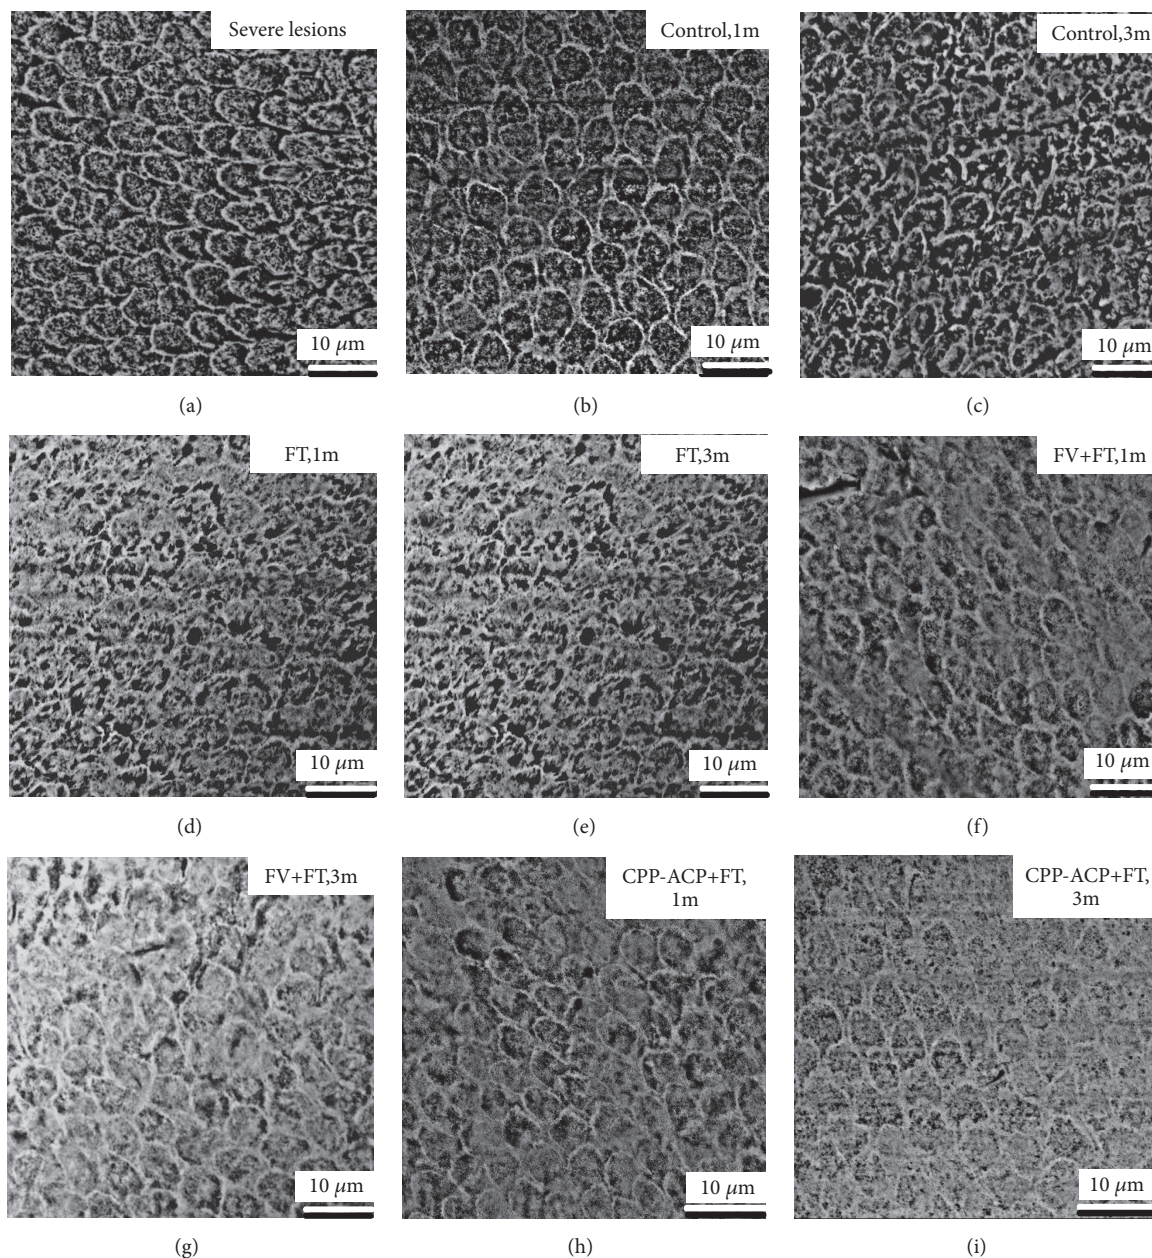 Severe lesions
Control,1m
Control,3m
10 μm
10 μm
10 μm
(a)
(b)
(c)
FT,1m
FT,3m
FV+FT,1m
10 μm
10 μm
10 μm
(d)
(e)
(f)
FV+FT,3m
CPP-ACP+FT,
1m
CPP-ACP+FT,
3m
10 μm
10 μm
10 μm
(g)
(h)
(i)